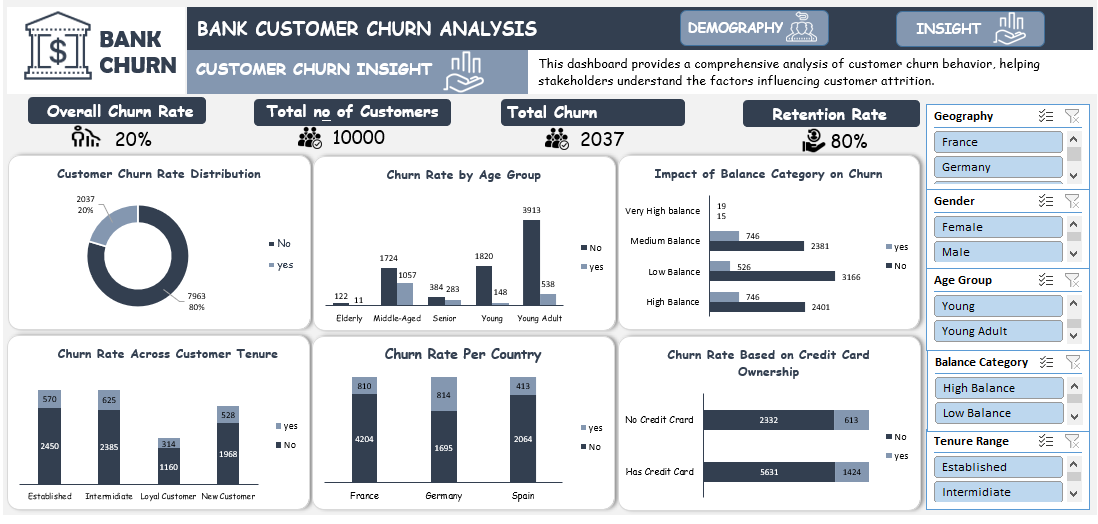 BANK
CHURN
BANK CUSTOMER CHURN ANALYSIS
DEMOGRAPHY
INSIGHT
CUSTOMER CHURN INSIGHT
This dashboard provides a comprehensive analysis of customer churn behavior, helping
stakeholders understand the factors influencing customer attrition.
Overall Churn Rate
20%
Total no of Customers
10000
Total Churn
2037
Retention Rate
80%
Customer Churn Rate Distribution
2037
20%
7963
80%
No
yes
Churn Rate by Age Group
122 11 1724 1057 384 283 1820 148 3913 538
Elderly Middle-Aged Senior Young Young Adult
No
yes
Impact of Balance Category on Churn
Very High balance 19
15
Medium Balance 746
2381
Low Balance 526
3166
High Balance 746
2401
yes
No
Churn Rate Across Customer Tenure
570 625 314 528
2450 2385 1160 1968
Established Intermidiate Loyal Customer New Customer
yes
No
Churn Rate Per Country
810 814 413
4204 1695 2064
France Germany Spain
yes
No
Churn Rate Based on Credit Card
Ownership
No Credit Crard 2332 613
Has Credit Card 5631 1424
No
yes
Geography
France
Germany
Gender
Female
Male
Age Group
Young
Young Adult
Balance Category
High Balance
Low Balance
Tenure Range
Established
Intermidiate